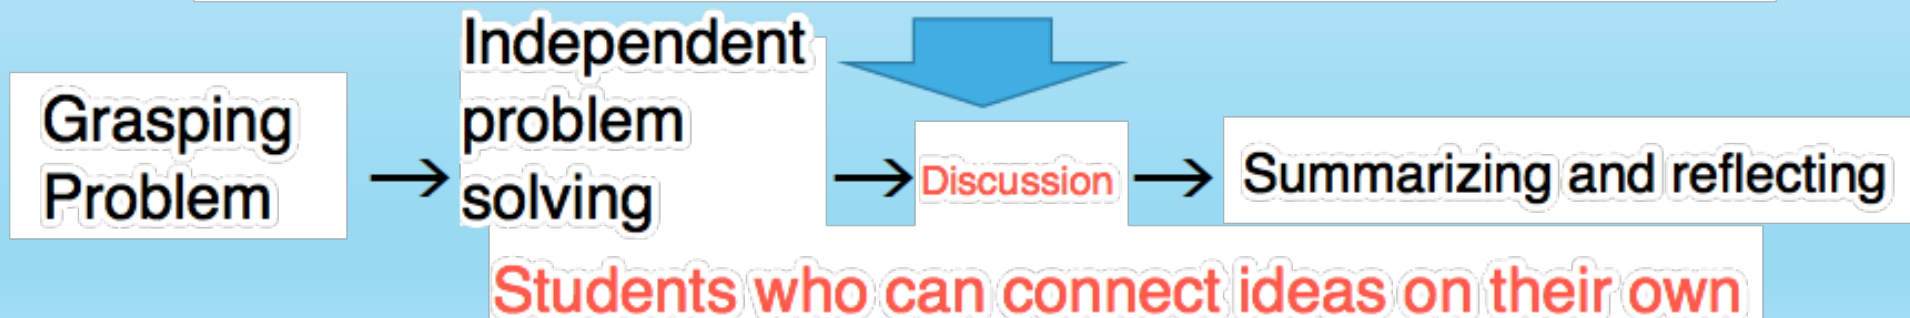 Grasping
Problem
→
Independent
problem
solving
→
Discussion
→
Summarizing and reflecting
Students who can connect ideas on their own